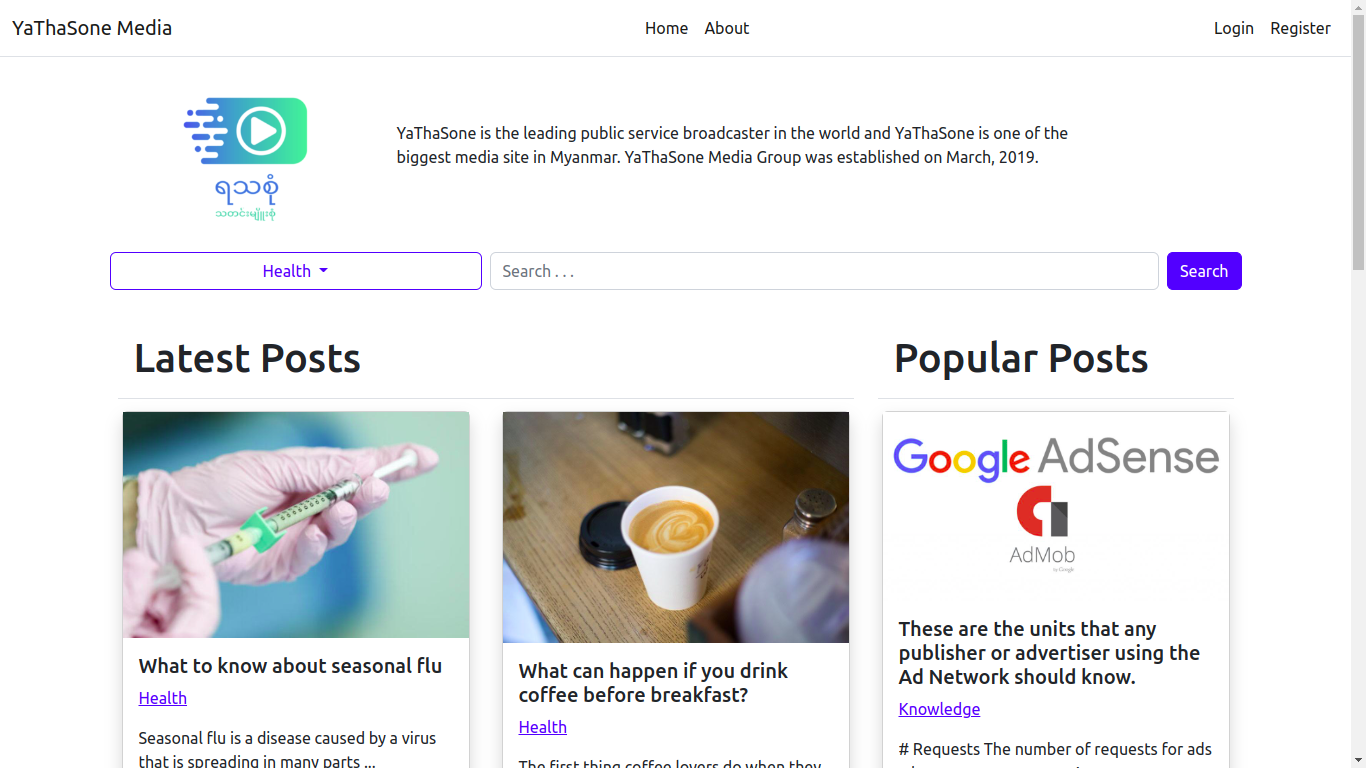 YaThaSone Media
Home About
Login Register
ရသစုံ
သတင်းမျိုးစုံ
YaThaSone is the leading public service broadcaster in the world and YaThaSone is one of the
biggest media site in Myanmar. YaThaSone Media Group was established on March, 2019.
Health
Search . . .
Search
Latest Posts
What to know about seasonal flu
Health
Seasonal flu is a disease caused by a virus
that is spreading in many parts ...
What can happen if you drink
coffee before breakfast?
Health
The first thing coffee lovers do when they
Popular Posts
Google AdSense
AdMob
by Google
These are the units that any
publisher or advertiser using the
Ad Network should know.
Knowledge
# Requests The number of requests for ads